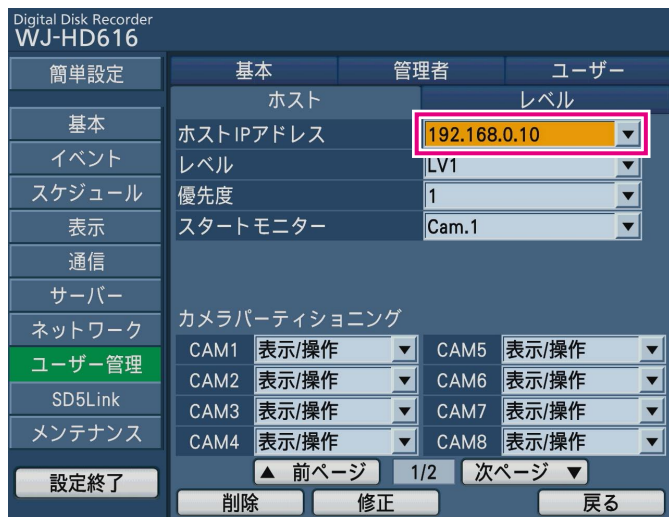 Digital Disk Recorder
WJ-HD616
簡単設定
基本
イベント
スケジュール
表示
通信
サーバー
ネットワーク
ユーザー管理
SD5Link
メンテナンス
設定終了
基本 管理者 ユーザー
ホスト レベル
ホストIPアドレス 192.168.0.10
レベル LV1
優先度 1
スタートモニター Cam.1
カメラパーティショニング
CAM1 表示/操作 CAM5 表示/操作
CAM2 表示/操作 CAM6 表示/操作
CAM3 表示/操作 CAM7 表示/操作
CAM4 表示/操作 CAM8 表示/操作
▲ 前ページ 1/2 次ページ ▼
削除 修正 戻る